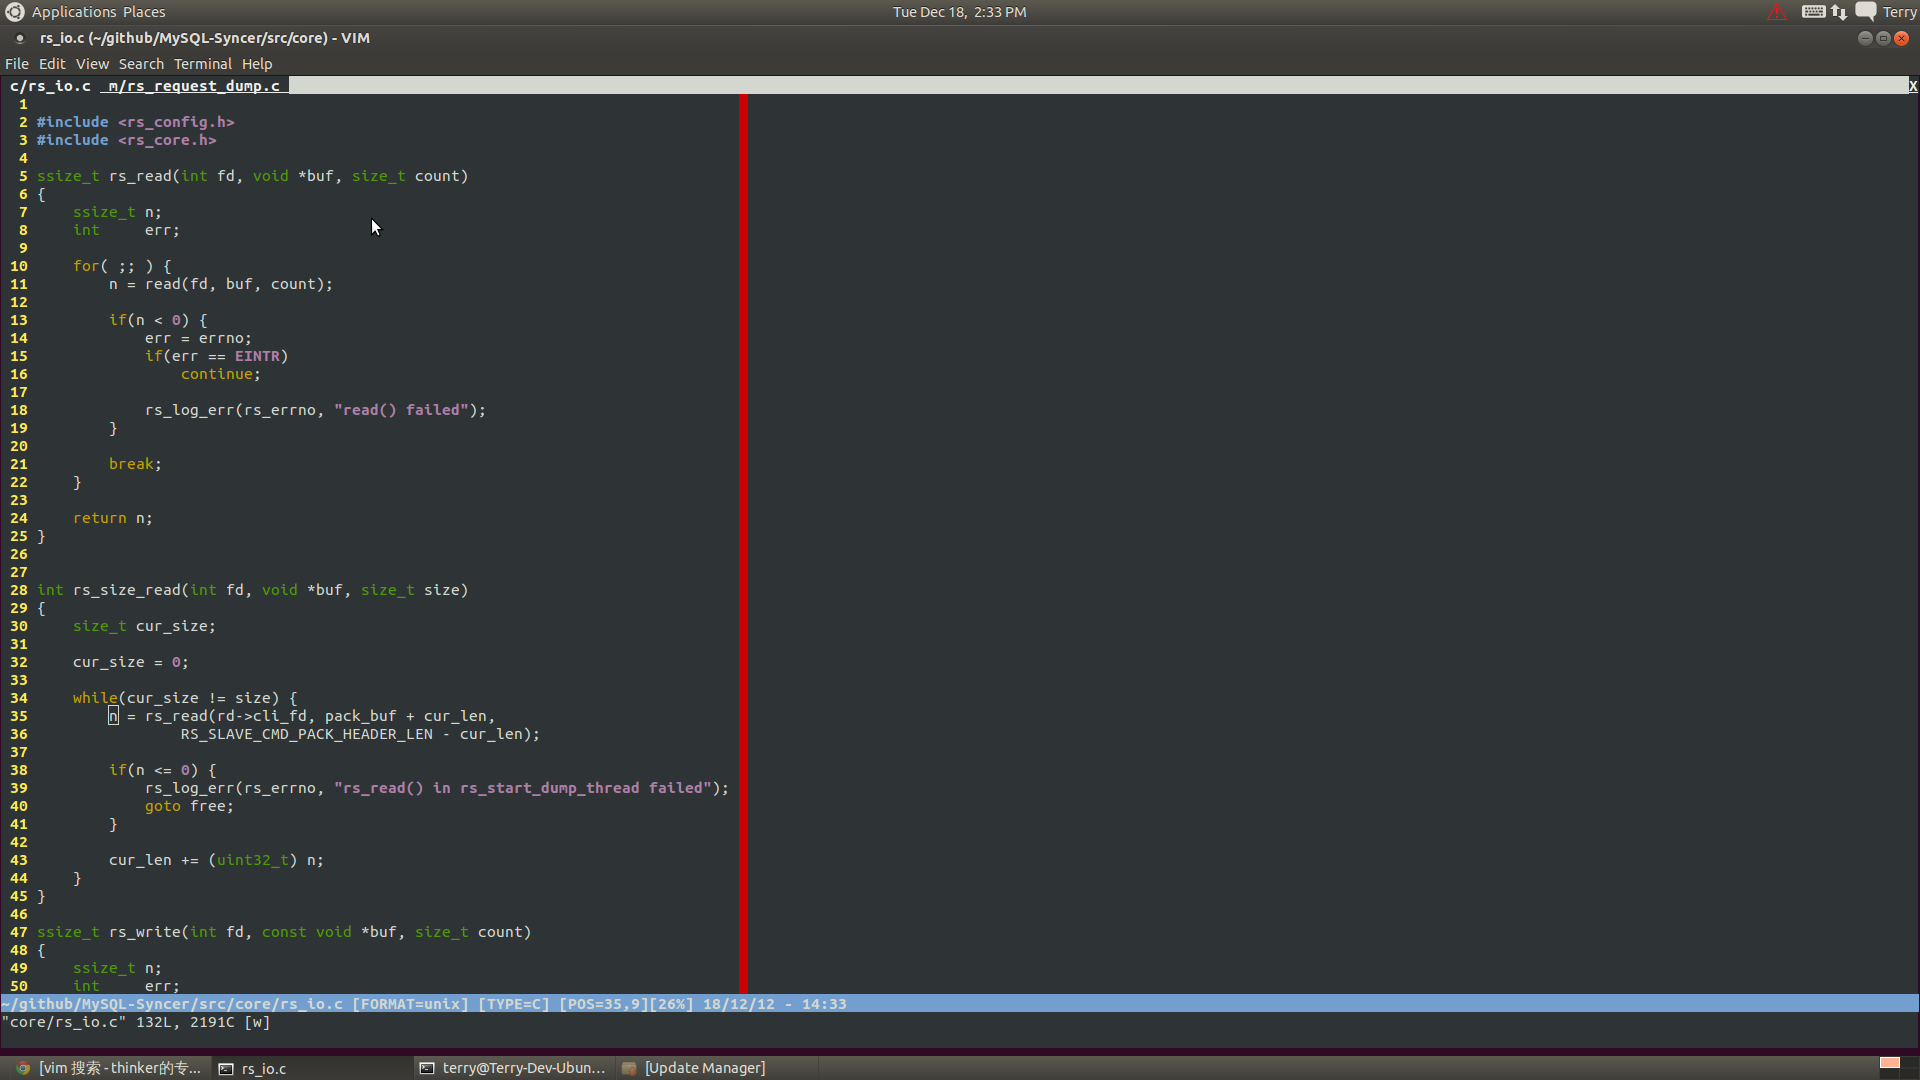 Applications Places Tue Dec 18, 2:33 PM Terry
rs_io.c (~/github/MySQL-Syncer/src/core) - VIM
File Edit View Search Terminal Help
c/rs_io.c m/rs_request_dump.c X
1
2 #include <rs_config.h>
3 #include <rs_core.h>
4
5 ssize_t rs_read(int fd, void *buf, size_t count)
6 {
7     ssize_t n;
8     int     err;
9
10     for( ;; ) {
11         n = read(fd, buf, count);
12
13         if(n < 0) {
14             err = errno;
15             if(err == EINTR)
16                 continue;
17
18             rs_log_err(rs_errno, "read() failed");
19         }
20
21         break;
22     }
23
24     return n;
25 }
26
27
28 int rs_size_read(int fd, void *buf, size_t size)
29 {
30     size_t cur_size;
31
32     cur_size = 0;
33
34     while(cur_size != size) {
35         n = rs_read(rd->cli_fd, pack_buf + cur_len,
36                 RS_SLAVE_CMD_PACK_HEADER_LEN - cur_len);
37
38         if(n <= 0) {
39             rs_log_err(rs_errno, "rs_read() in rs_start_dump_thread failed");
40             goto free;
41         }
42
43         cur_len += (uint32_t) n;
44     }
45 }
46
47 ssize_t rs_write(int fd, const void *buf, size_t count)
48 {
49     ssize_t n;
50     int     err;
~/github/MySQL-Syncer/src/core/rs_io.c [FORMAT=unix] [TYPE=C] [POS=35,9][26%] 18/12/12 - 14:33
"core/rs_io.c" 132L, 2191C [w]
[vim 搜索 - thinker的专... rs_io.c terry@Terry-Dev-Ubun... [Update Manager]